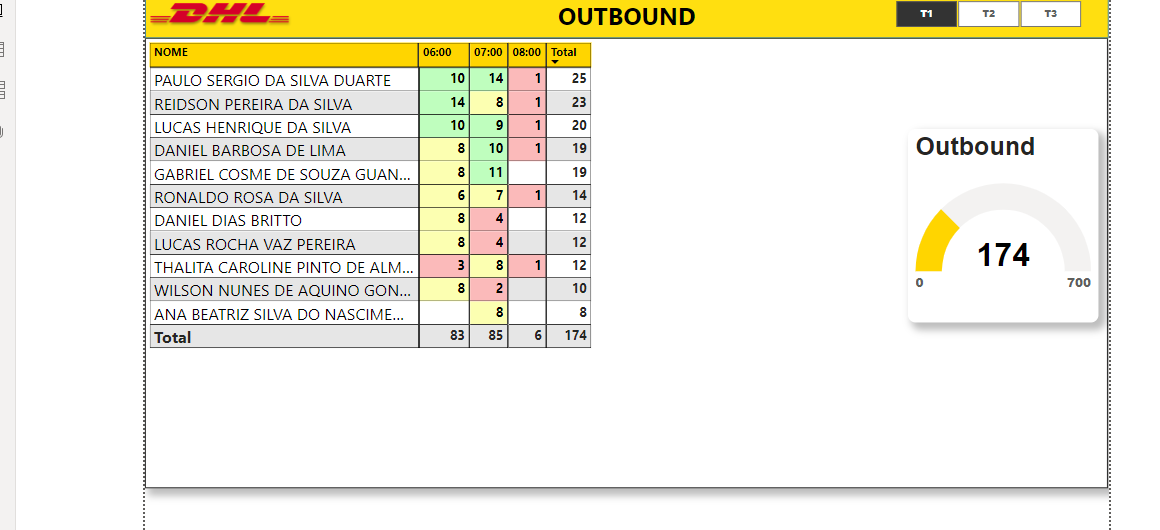 DHL
OUTBOUND
T1 T2 T3
NOME 06:00 07:00 08:00 Total
PAULO SERGIO DA SILVA DUARTE 10 14 1 25
REIDSON PEREIRA DA SILVA 14 8 1 23
LUCAS HENRIQUE DA SILVA 10 9 1 20
DANIEL BARBOSA DE LIMA 8 10 1 19
GABRIEL COSME DE SOUZA GUAN... 8 11 19
RONALDO ROSA DA SILVA 6 7 1 14
DANIEL DIAS BRITTO 8 4 12
LUCAS ROCHA VAZ PEREIRA 8 4 12
THALITA CAROLINE PINTO DE ALM... 3 8 1 12
WILSON NUNES DE AQUINO GON... 8 2 10
ANA BEATRIZ SILVA DO NASCIME... 8 8
Total 83 85 6 174
Outbound
174
0 700